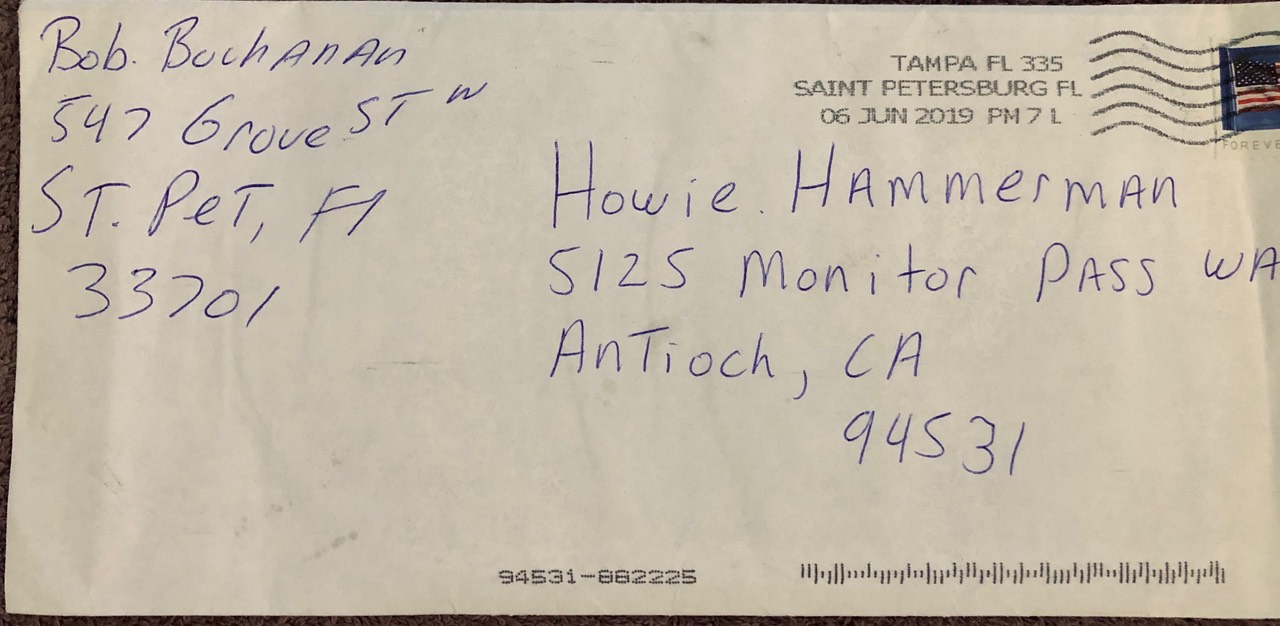 Bob. Buchanan
547 Grove ST N
ST. PeT, Fl
33701
TAMPA FL 335
SAINT PETERSBURG FL
06 JUN 2019 PM 7 L
FOREVE
Howie. HAmmermAN
5125 Monitor PASS WA
AnTioch, CA
94531
94531-882225